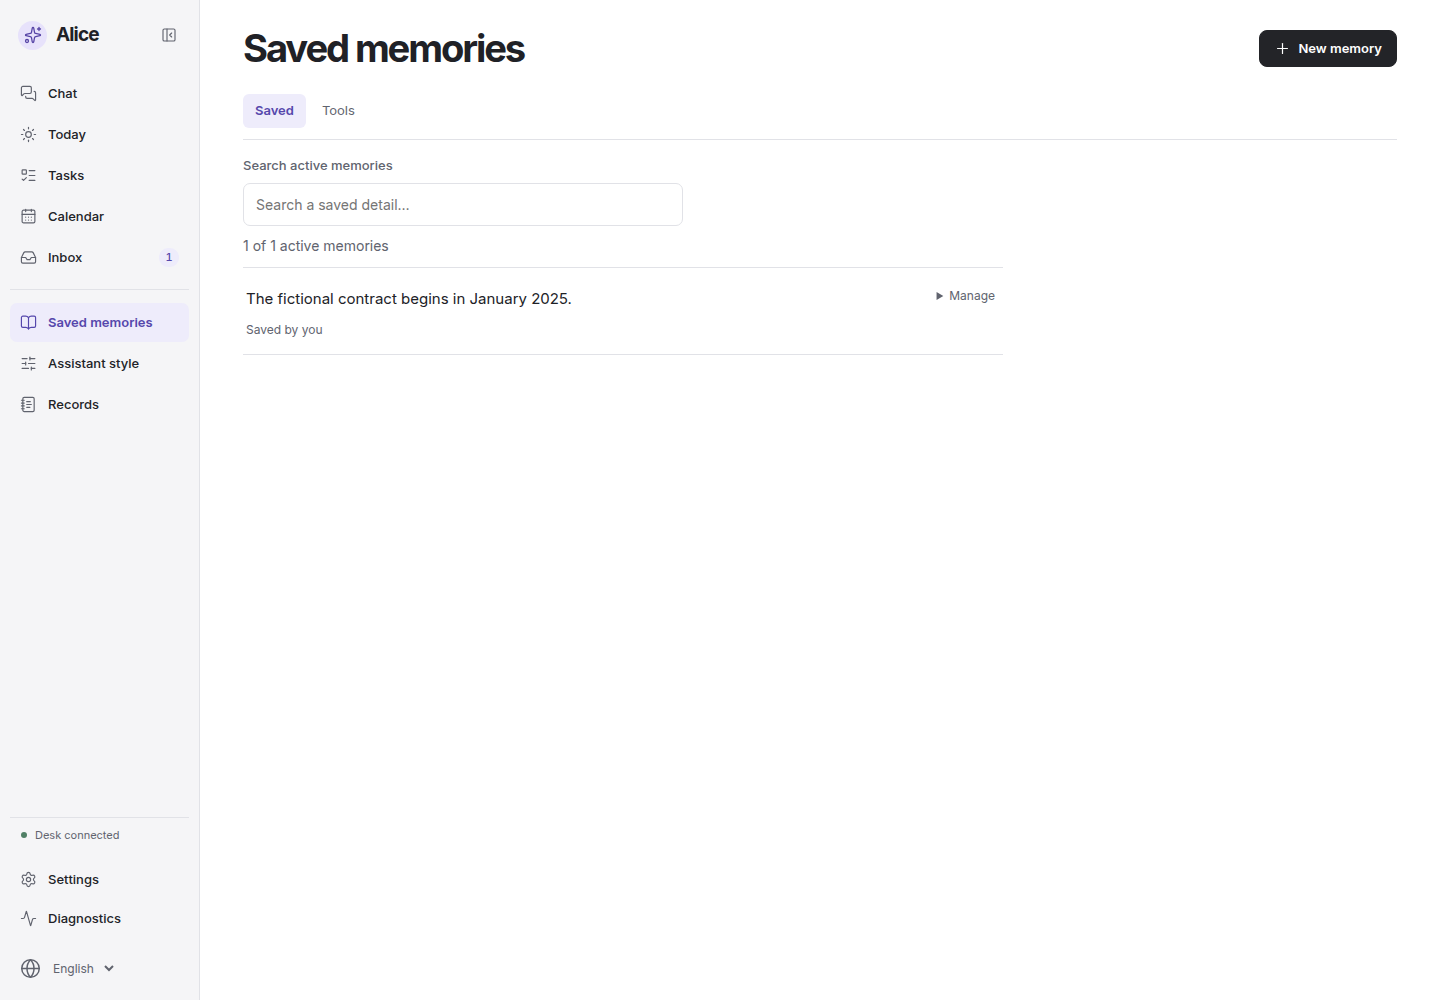 Alice
Chat
Today
Tasks
Calendar
Inbox 1
Saved memories
Assistant style
Records
Desk connected
Settings
Diagnostics
English
Saved memories
New memory
Saved Tools
Search active memories
Search a saved detail...
1 of 1 active memories
The fictional contract begins in January 2025.
Manage
Saved by you